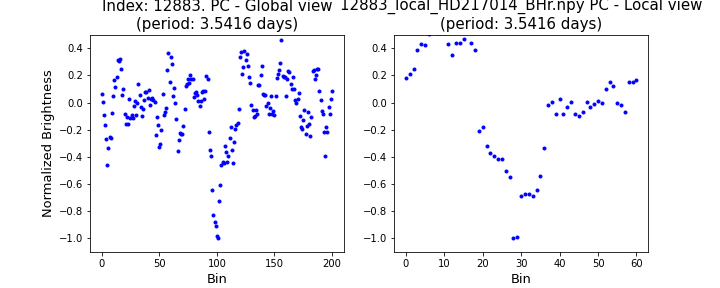 Index: 12883. PC - Global view
(period: 3.5416 days)
12883_local_HD217014_BHr.npy PC - Local view
(period: 3.5416 days)
Normalized Brightness
0.4
0.2
0.0
−0.2
−0.4
−0.6
−0.8
−1.0
0 50 100 150 200
Bin
0.4
0.2
0.0
−0.2
−0.4
−0.6
−0.8
−1.0
0 10 20 30 40 50 60
Bin